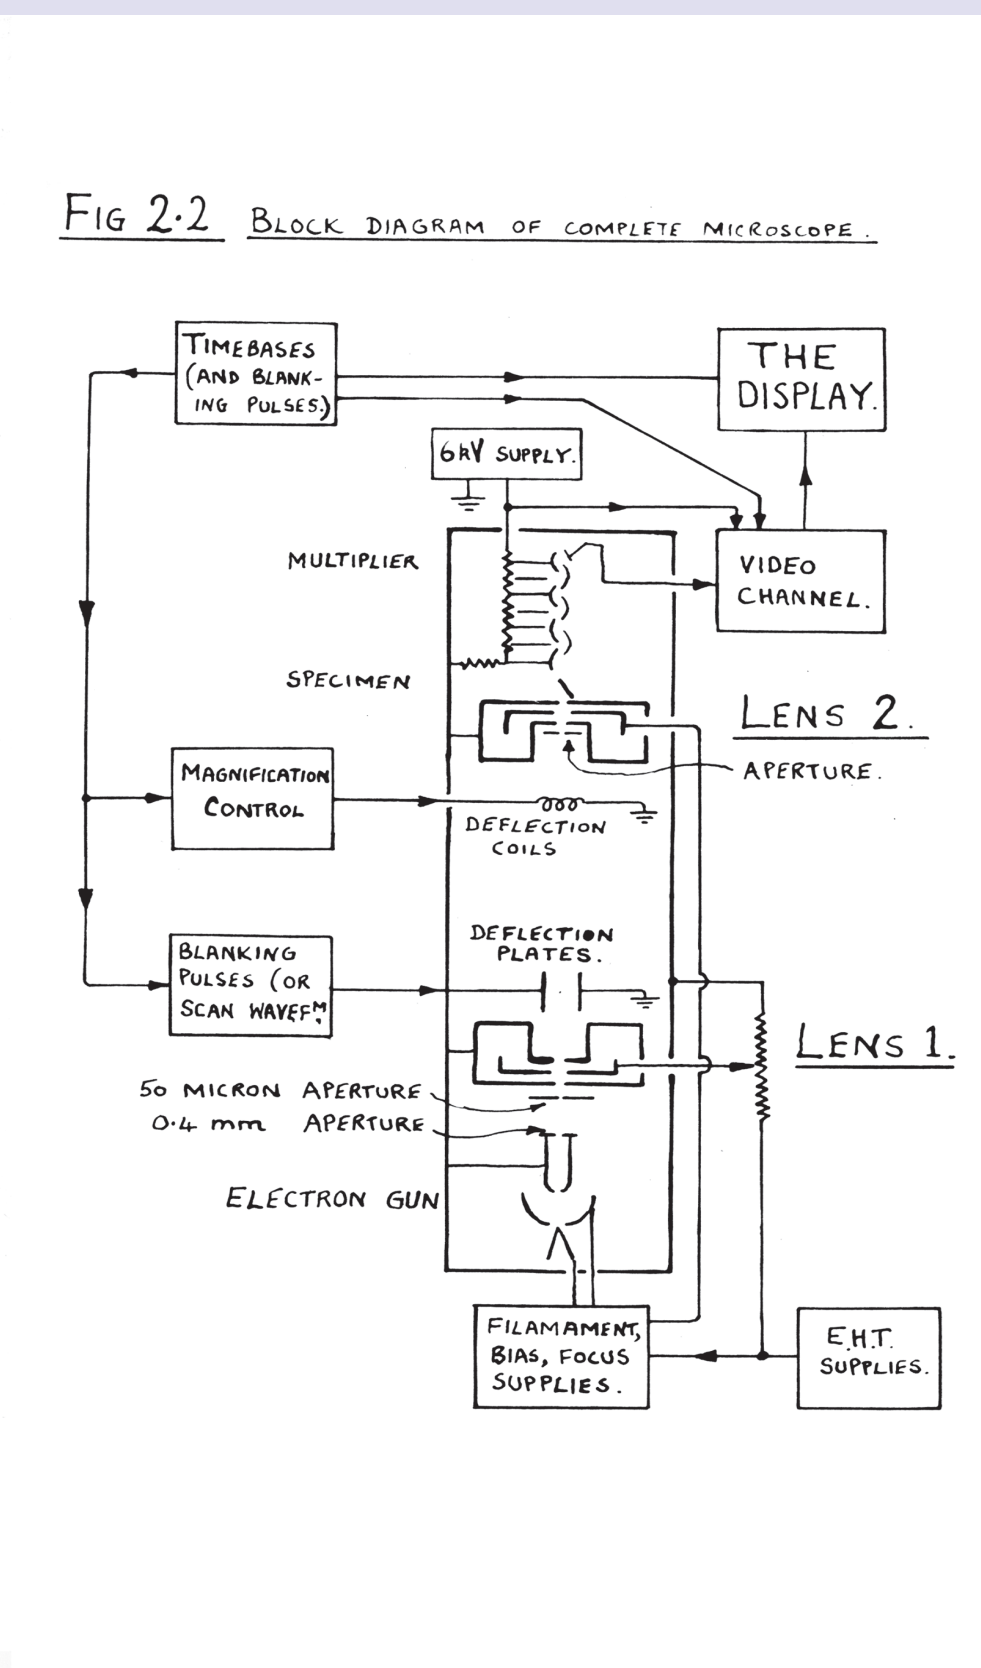 FIG 2.2 BLOCK DIAGRAM OF COMPLETE MICROSCOPE.
TIMEBASES
(AND BLANK-
ING PULSES.)
THE
DISPLAY.
6kV SUPPLY.
MULTIPLIER
VIDEO
CHANNEL.
SPECIMEN
LENS 2.
APERTURE.
MAGNIFICATION
CONTROL
DEFLECTION
COILS
DEFLECTION
PLATES.
BLANKING
PULSES (OR
SCAN WAVEFM.
LENS 1.
50 MICRON APERTURE
0.4 mm APERTURE
ELECTRON GUN
FILAMAMENT,
BIAS, FOCUS
SUPPLIES.
E.H.T.
SUPPLIES.